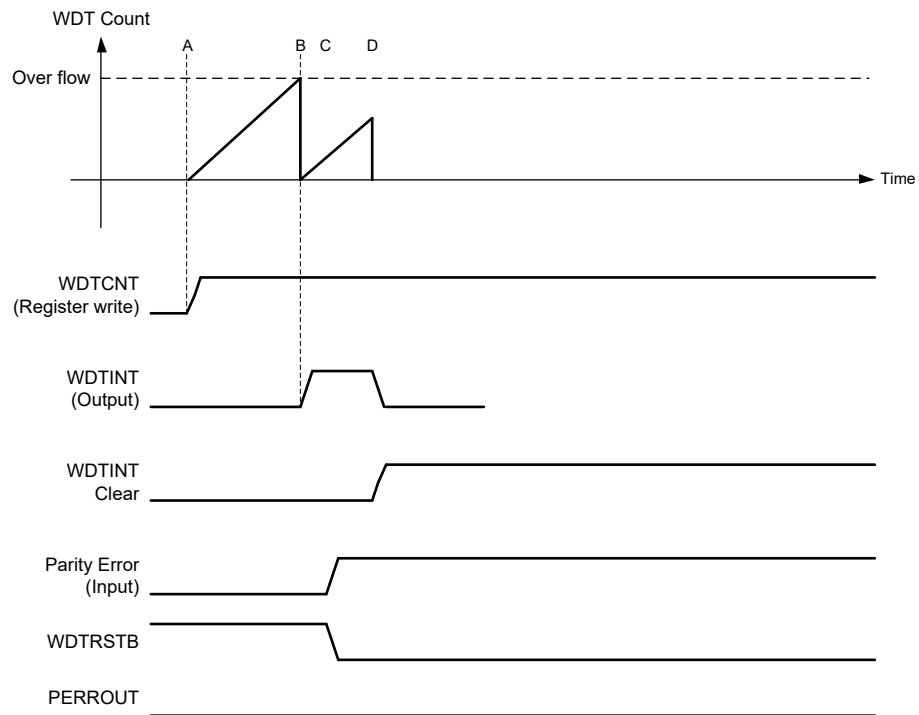 WDT Count
A B C D
Over flow
Time
WDTCNT
(Register write)
WDTINT
(Output)
WDTINT
Clear
Parity Error
(Input)
WDTRSTB
PERROUT